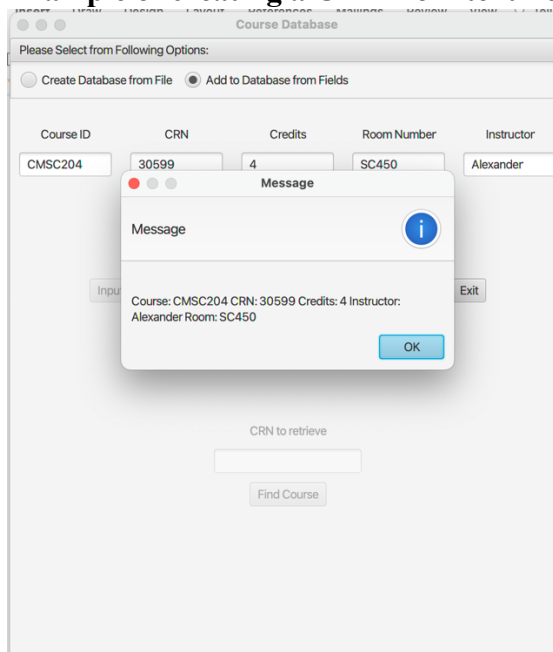 Course Database
Please Select from Following Options:
Create Database from File Add to Database from Fields
Course ID CRN Credits Room Number Instructor
CMSC204 30599 4 SC450 Alexander
Message
Message
Course: CMSC204 CRN: 30599 Credits: 4 Instructor:
Alexander Room: SC450
OK
Exit
CRN to retrieve
Find Course